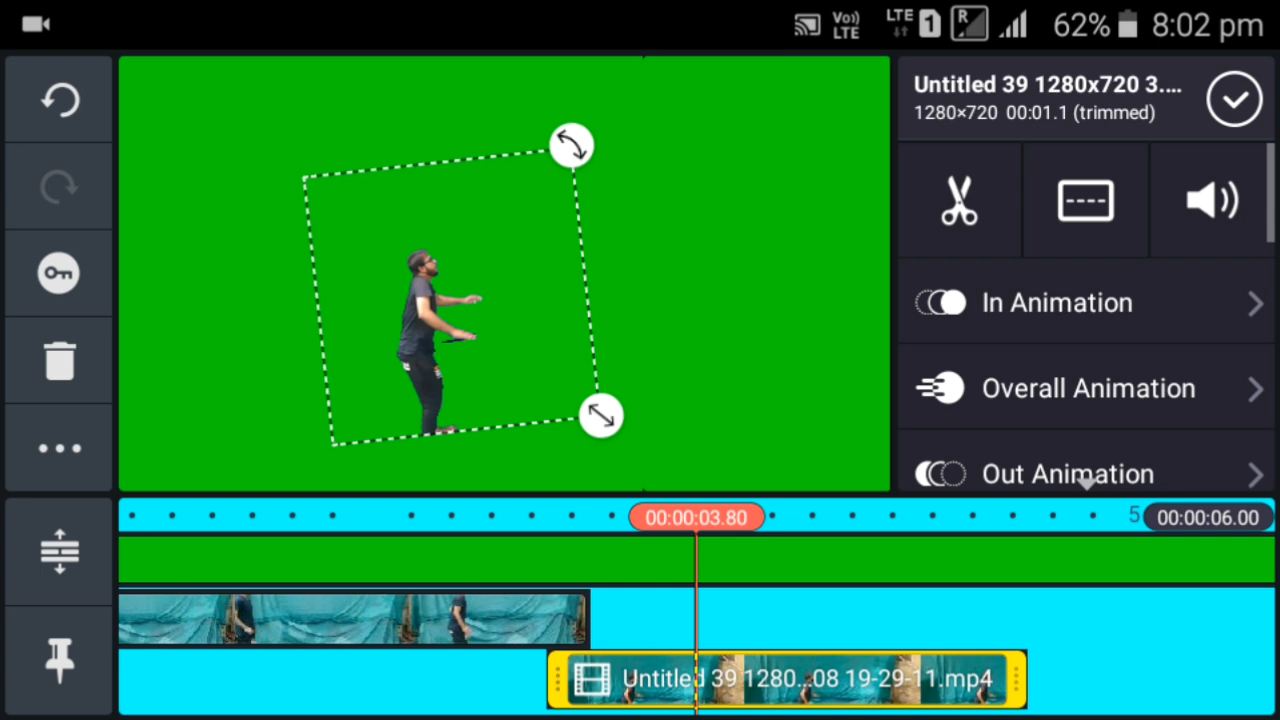 Vo))
LTE
LTE
1
R
62%
8:02 pm
Untitled 39 1280x720 3....
1280×720 00:01.1 (trimmed)
In Animation
Overall Animation
Out Animation
00:00:03.80
5
00:00:06.00
Untitled 39 1280...08 19-29-11.mp4